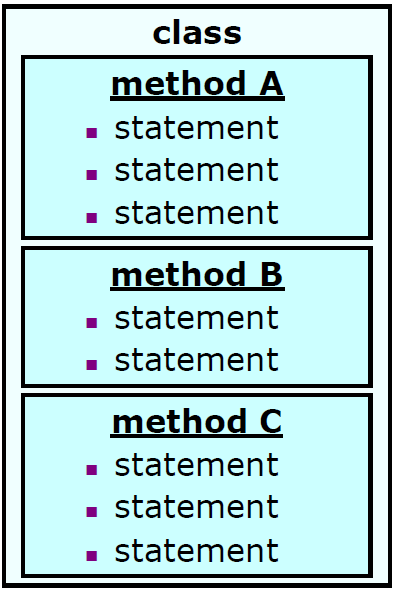 class
method A
▪ statement
▪ statement
▪ statement
method B
▪ statement
▪ statement
method C
▪ statement
▪ statement
▪ statement